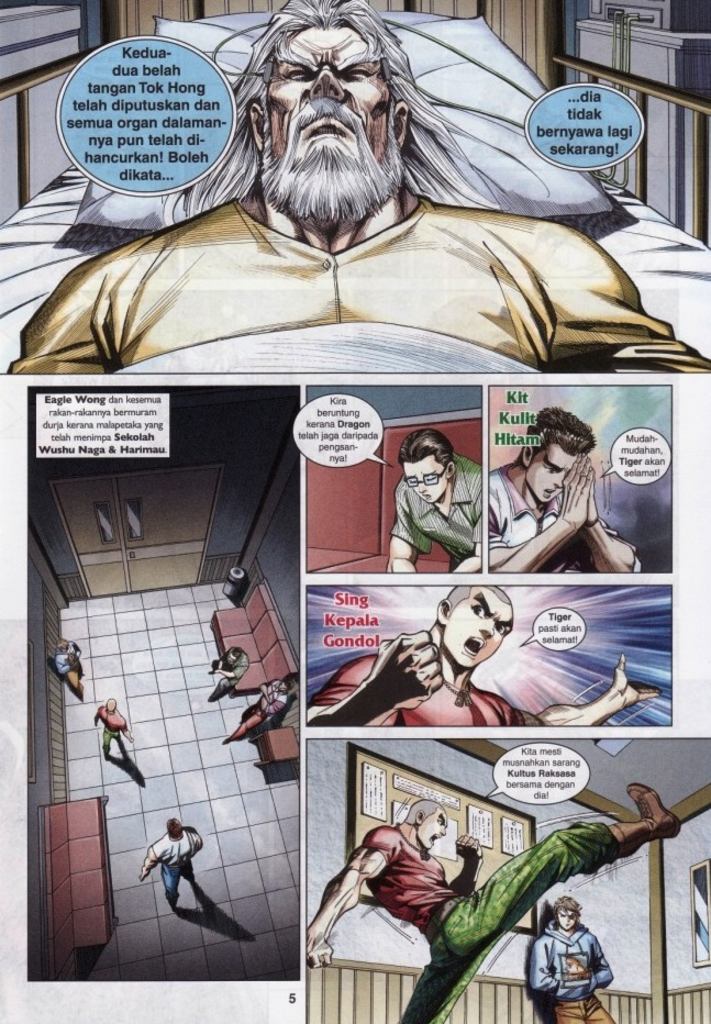 Kedua-
dua belah
tangan Tok Hong
telah diputuskan dan
semua organ dalaman-
nya pun telah di-
hancurkan! Boleh
dikata...
...dia
tidak
bernyawa lagi
sekarang!
Eagle Wong dan kesemua
rakan-rakannya bermuram
durja kerana malapetaka yang
telah menimpa Sekolah
Wushu Naga & Harimau.
Kira
beruntung
kerana Dragon
telah jaga daripada
pengsan-
nya!
Kit
Kulit
Hitam
Mudah-
mudahan,
Tiger akan
selamat!
Sing
Kepala
Gondol
Tiger
pasti akan
selamat!
Kita mesti
musnahkan sarang
Kultus Raksasa
bersama dengan
dia!
5